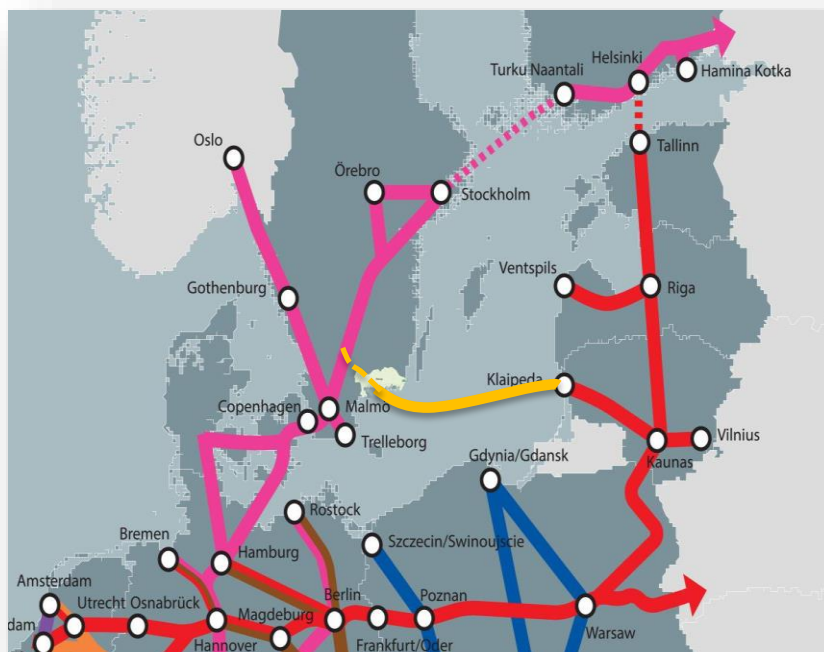 Helsinki
Turku Naantali
Hamina Kotka
Oslo
Tallinn
Örebro
Stockholm
Ventspils
Gothenburg
Riga
Klaipeda
Copenhagen
Malmo
Trelleborg
Vilnius
Kaunas
Gdynia/Gdansk
Rostock
Bremen
Szczecin/Swinoujscie
Hamburg
Amsterdam
Utrecht
Osnabrück
Magdeburg
Berlin
Poznan
dam
Hannover
Frankfurt/Oder
Warsaw